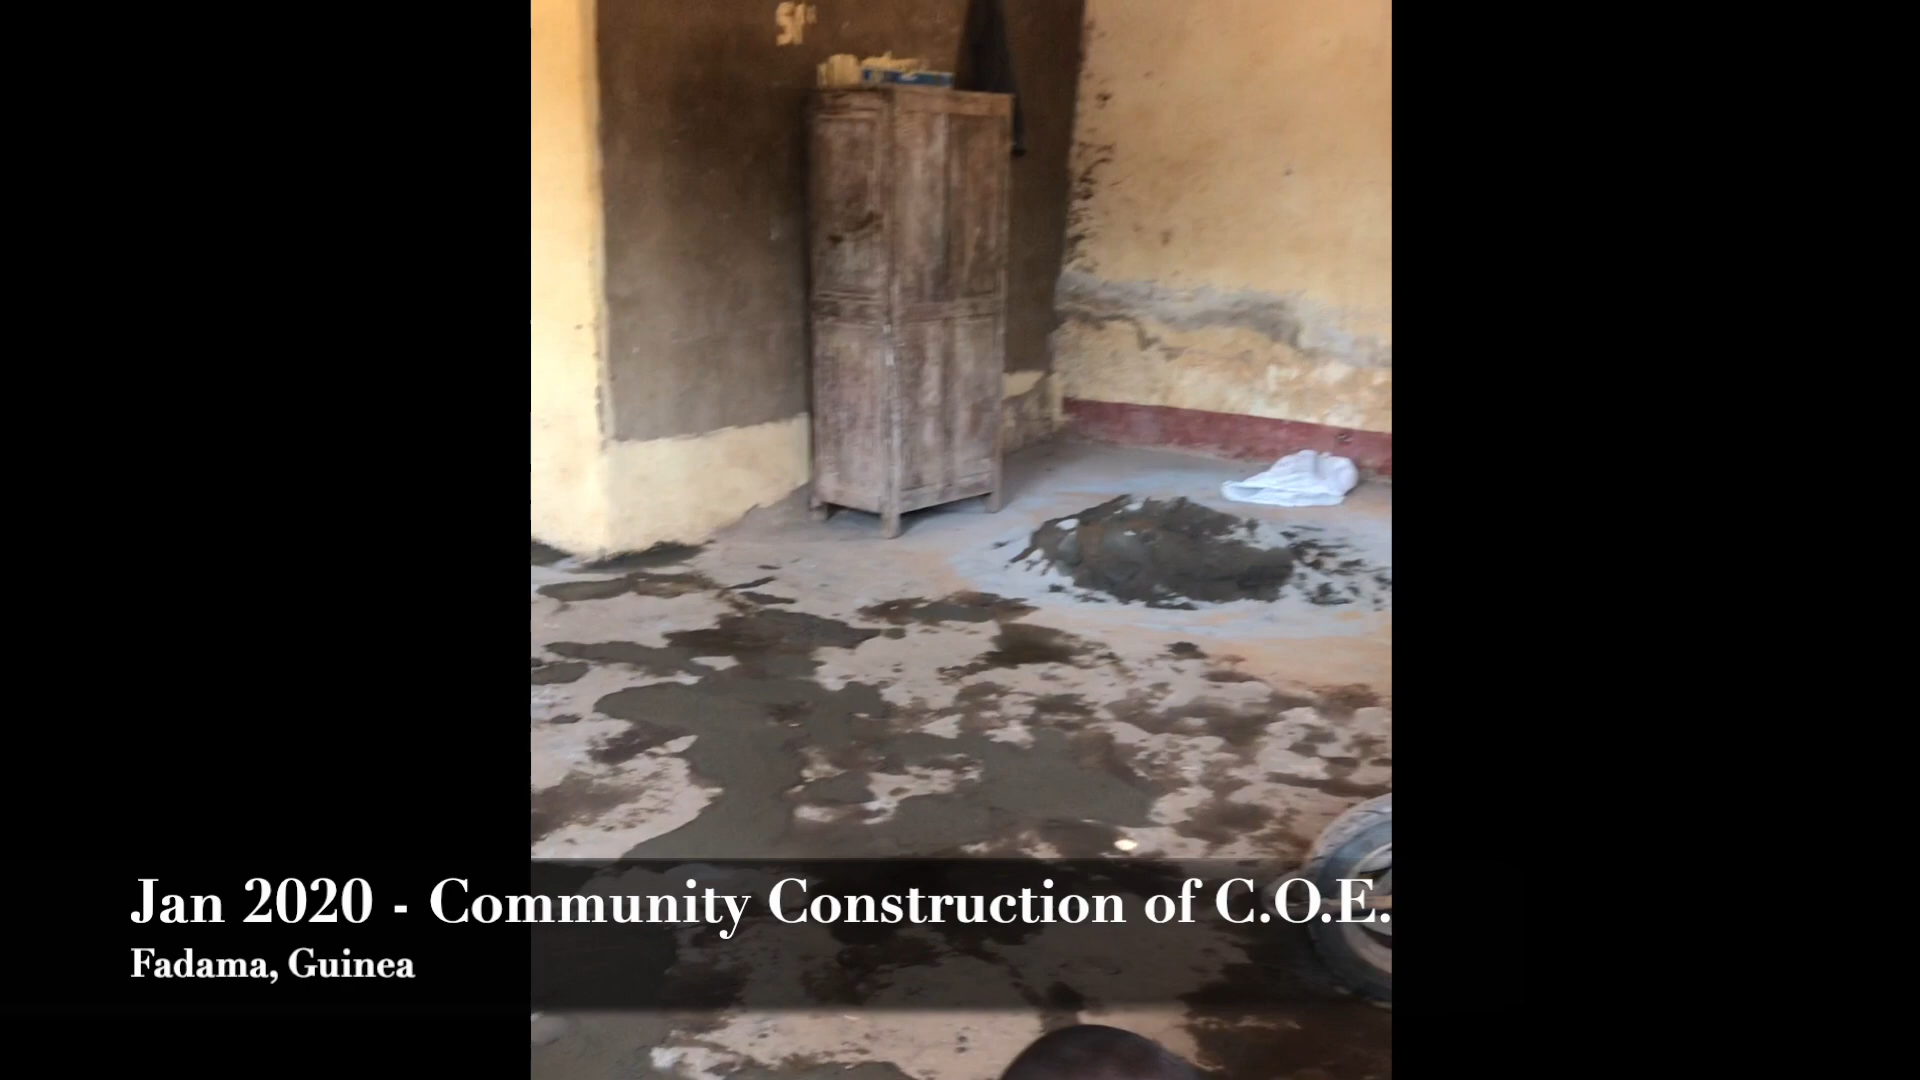 Jan 2020 - Community Construction of C.O.E.
Fadama, Guinea